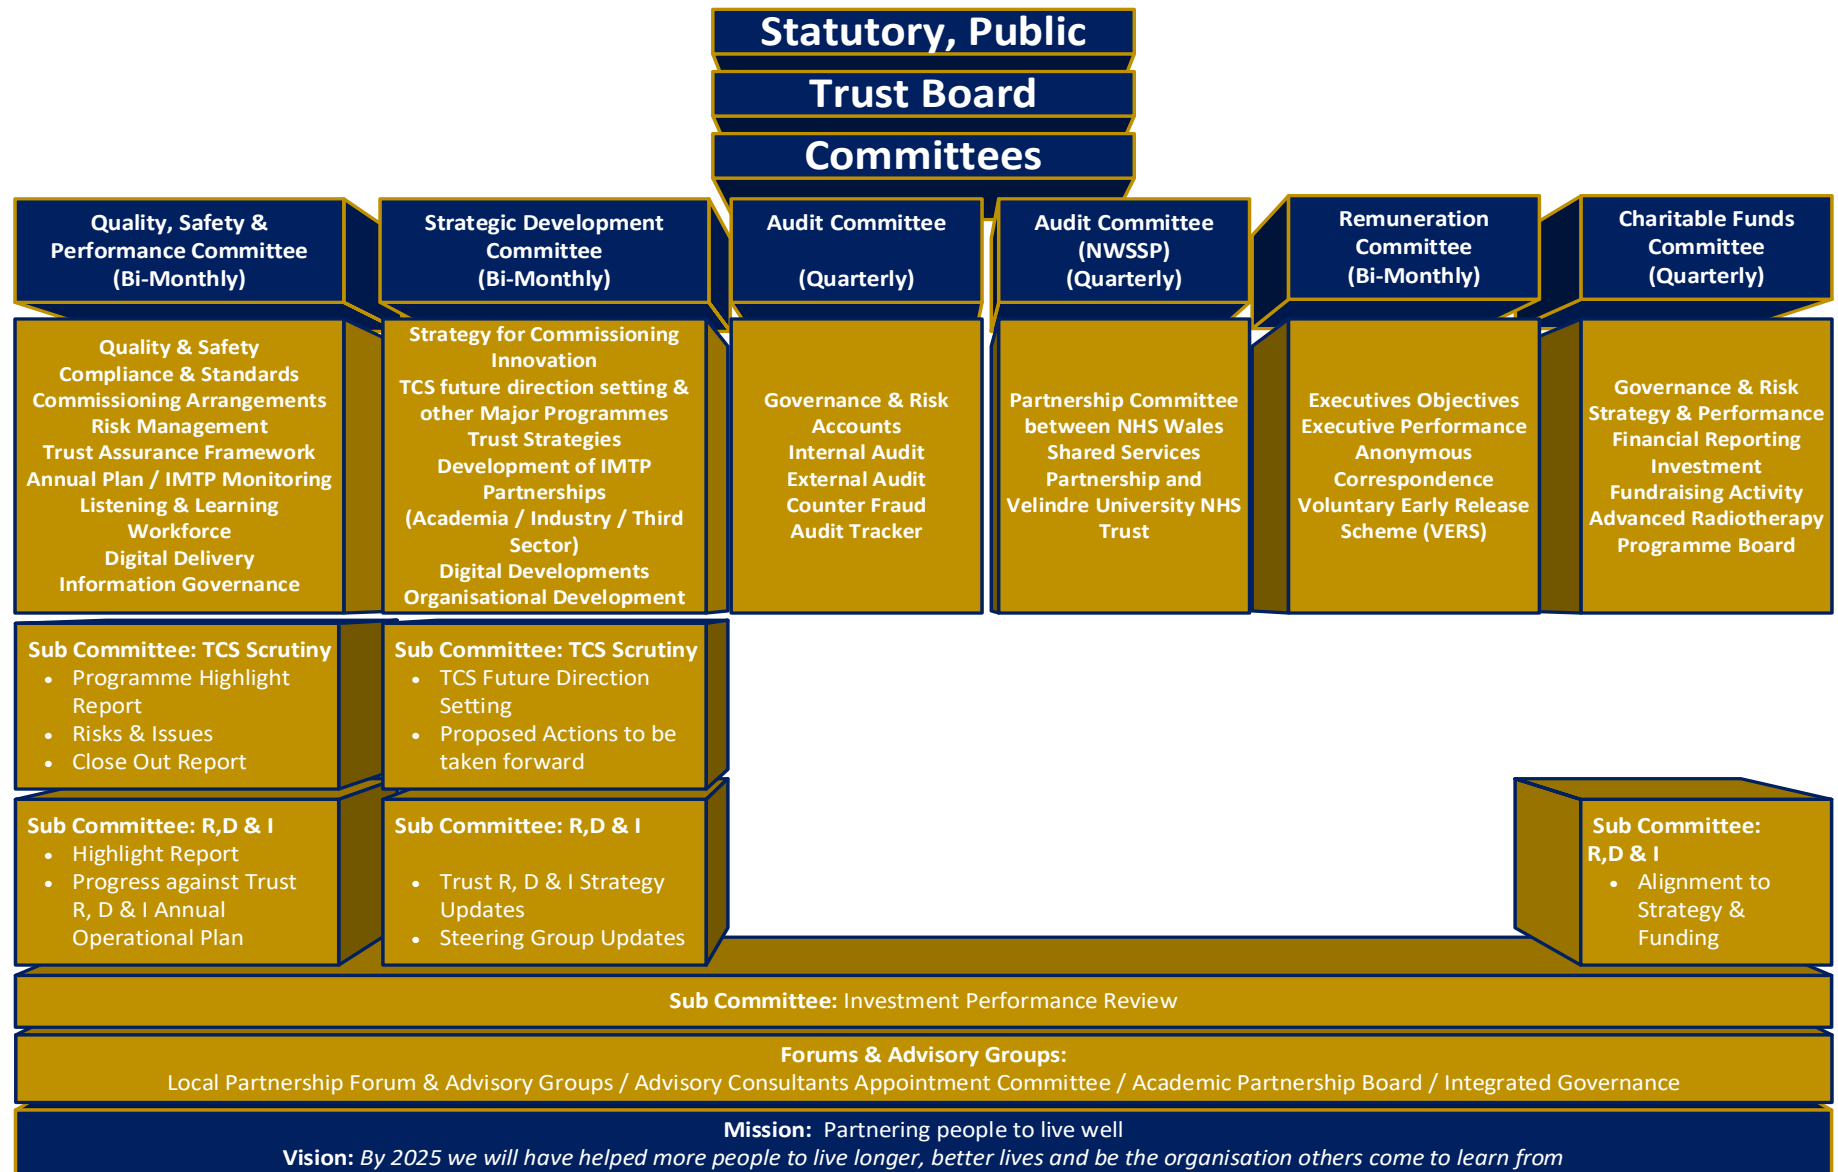 Statutory, Public
Trust Board
Committees
Quality, Safety &
Performance Committee
(Bi-Monthly)
Strategic Development
Committee
(Bi-Monthly)
Audit Committee
(Quarterly)
Audit Committee
(NWSSP)
(Quarterly)
Remuneration
Committee
(Bi-Monthly)
Charitable Funds
Committee
(Quarterly)
Quality & Safety
Compliance & Standards
Commissioning Arrangements
Risk Management
Trust Assurance Framework
Annual Plan / IMTP Monitoring
Listening & Learning
Workforce
Digital Delivery
Information Governance
Strategy for Commissioning
Innovation
TCS future direction setting &
other Major Programmes
Trust Strategies
Development of IMTP
Partnerships
(Academia / Industry / Third
Sector)
Digital Developments
Organisational Development
Governance & Risk
Accounts
Internal Audit
External Audit
Counter Fraud
Audit Tracker
Partnership Committee
between NHS Wales
Shared Services
Partnership and
Velindre University NHS
Trust
Executives Objectives
Executive Performance
Anonymous
Correspondence
Voluntary Early Release
Scheme (VERS)
Governance & Risk
Strategy & Performance
Financial Reporting
Investment
Fundraising Activity
Advanced Radiotherapy
Programme Board
Sub Committee: TCS Scrutiny
• Programme Highlight
Report
• Risks & Issues
• Close Out Report
Sub Committee: TCS Scrutiny
• TCS Future Direction
Setting
• Proposed Actions to be
taken forward
Sub Committee: R,D & I
• Highlight Report
• Progress against Trust
R, D & I Annual
Operational Plan
Sub Committee: R,D & I
• Trust R, D & I Strategy
Updates
• Steering Group Updates
Sub Committee:
R,D & I
• Alignment to
Strategy &
Funding
Sub Committee: Investment Performance Review
Forums & Advisory Groups:
Local Partnership Forum & Advisory Groups / Advisory Consultants Appointment Committee / Academic Partnership Board / Integrated Governance
Mission: Partnering people to live well
Vision: By 2025 we will have helped more people to live longer, better lives and be the organisation others come to learn from